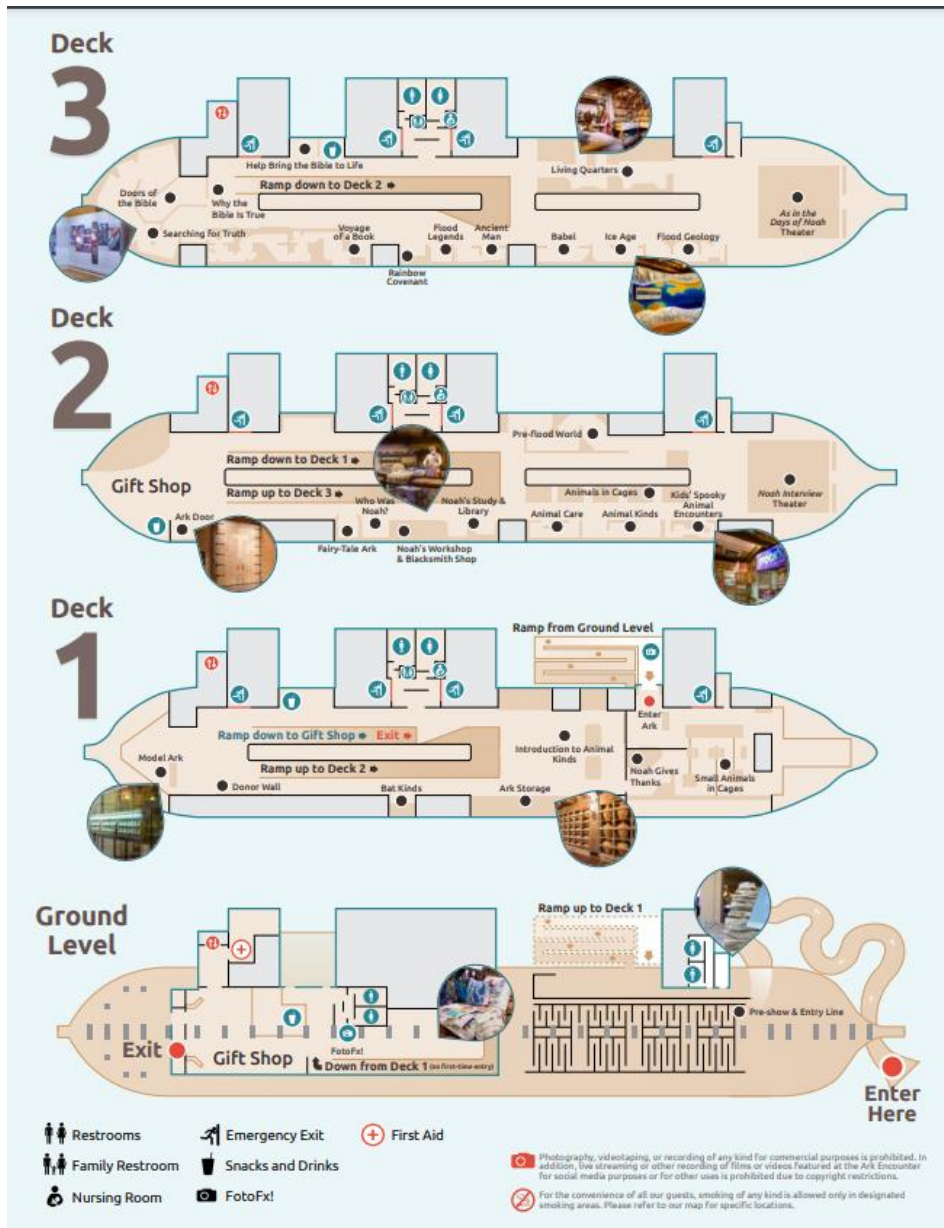 Deck
3
Help Bring the Bible to Life
Living Quarters
Ramp down to Deck 2
Doors of
the Bible
Why the
Bible Is True
As in the
Days of Noah
Theater
Searching for Truth
Voyage
of a Book
Flood
Legends
Ancient
Man
Babel
Ice Age
Flood Geology
Rainbow
Covenant
Deck
2
Pre-flood World
Ramp down to Deck 1
Gift Shop
Ramp up to Deck 3
Animals in Cages
Noah Interview
Theater
Ark Door
Who Was
Noah?
Noah's Study &
Library
Animal Care
Animal Kinds
Kids' Spooky
Animal
Encounters
Fairy-Tale Ark
Noah's Workshop
& Blacksmith Shop
Deck
1
Ramp from Ground Level
Enter
Ark
Ramp down to Gift Shop
Exit
Introduction to Animal
Kinds
Model Ark
Ramp up to Deck 2
Noah Gives
Thanks
Small Animals
in Cages
Donor Wall
Bat Kinds
Ark Storage
Ground
Level
Ramp up to Deck 1
Pre-show & Entry Line
Exit
Gift Shop
FotoFx!
Down from Deck 1 (no first-time entry)
Enter
Here
Restrooms
Emergency Exit
First Aid
Family Restroom
Snacks and Drinks
Nursing Room
FotoFx!
Photography, videotaping, or recording of any kind for commercial purposes is prohibited. In
addition, live streaming or other recording of films or videos featured at the Ark Encounter
for social media purposes or for other uses is prohibited due to copyright restrictions.
For the convenience of all our guests, smoking of any kind is allowed only in designated
smoking areas. Please refer to our map for specific locations.